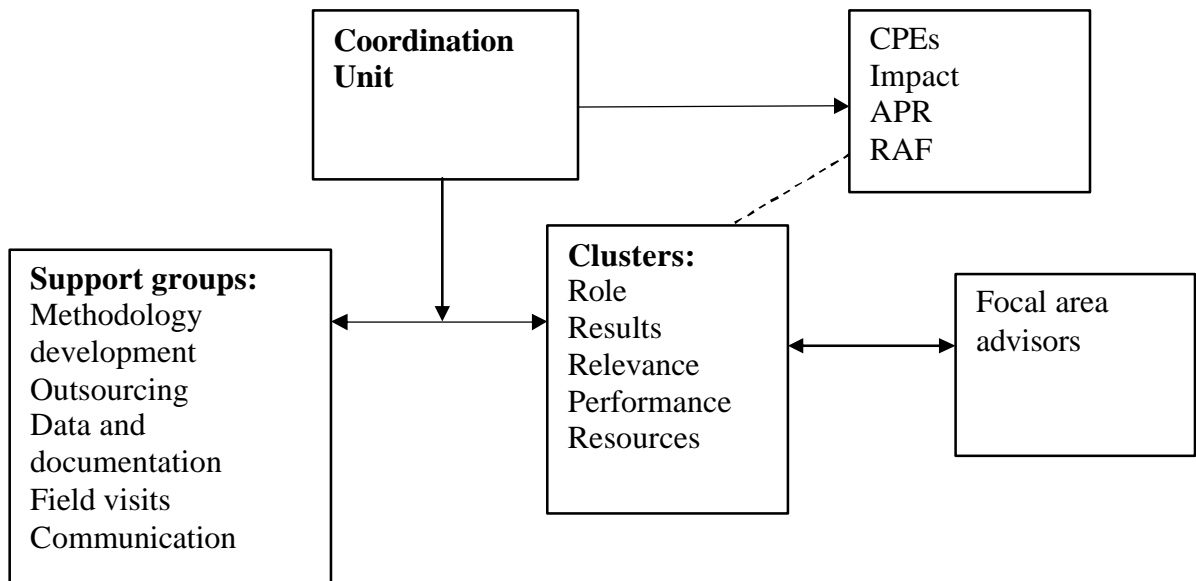 Coordination
Unit
CPEs
Impact
APR
RAF
Support groups:
Methodology
development
Outsourcing
Data and
documentation
Field visits
Communication
Clusters:
Role
Results
Relevance
Performance
Resources
Focal area
advisors